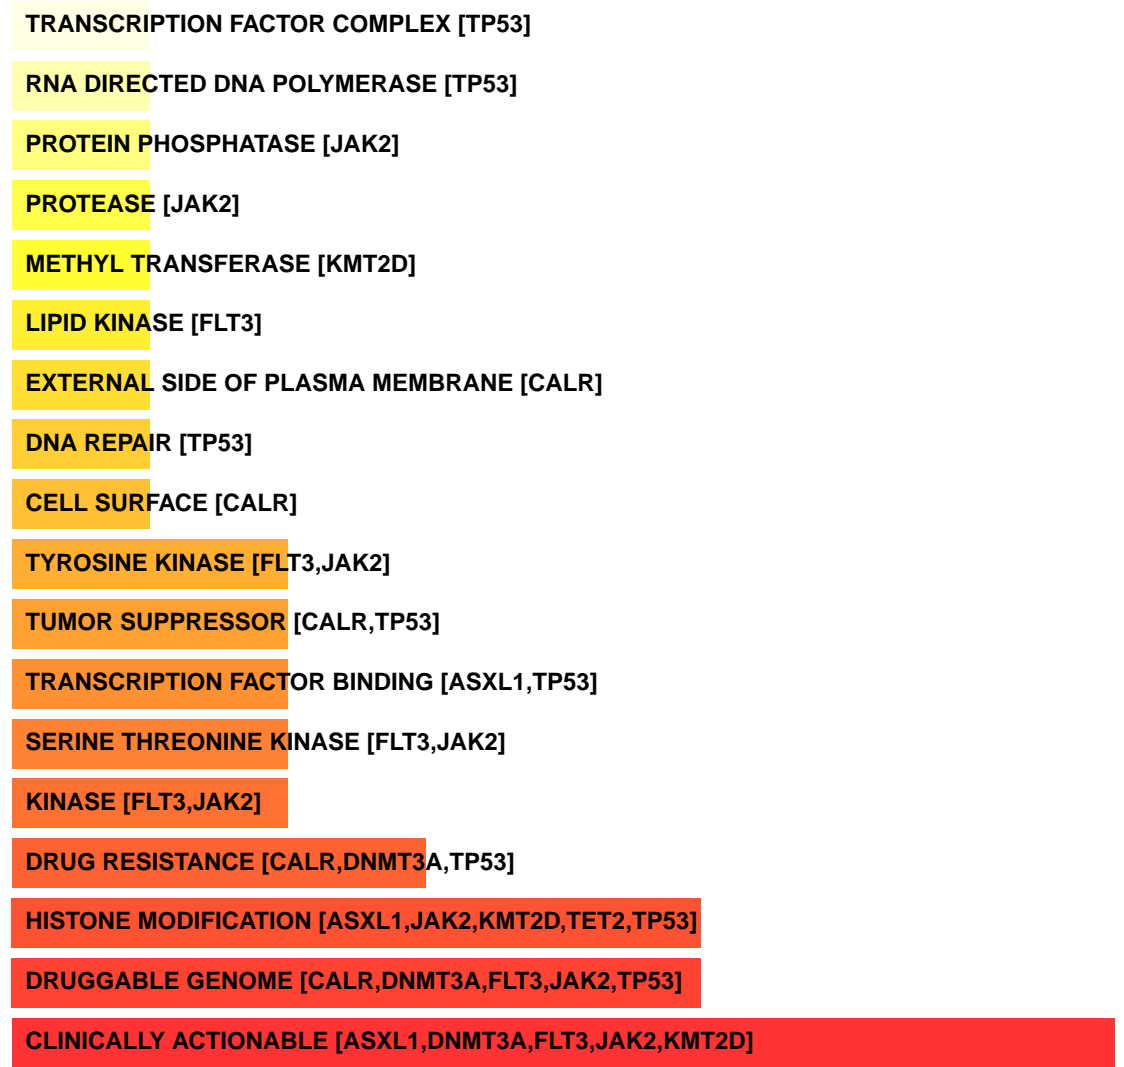 TRANSCRIPTION FACTOR COMPLEX [TP53]
RNA DIRECTED DNA POLYMERASE [TP53]
PROTEIN PHOSPHATASE [JAK2]
PROTEASE [JAK2]
METHYL TRANSFERASE [KMT2D]
LIPID KINASE [FLT3]
EXTERNAL SIDE OF PLASMA MEMBRANE [CALR]
DNA REPAIR [TP53]
CELL SURFACE [CALR]
TYROSINE KINASE [FLT3,JAK2]
TUMOR SUPPRESSOR [CALR,TP53]
TRANSCRIPTION FACTOR BINDING [ASXL1,TP53]
SERINE THREONINE KINASE [FLT3,JAK2]
KINASE [FLT3,JAK2]
DRUG RESISTANCE [CALR,DNMT3A,TP53]
HISTONE MODIFICATION [ASXL1,JAK2,KMT2D,TET2,TP53]
DRUGGABLE GENOME [CALR,DNMT3A,FLT3,JAK2,TP53]
CLINICALLY ACTIONABLE [ASXL1,DNMT3A,FLT3,JAK2,KMT2D]